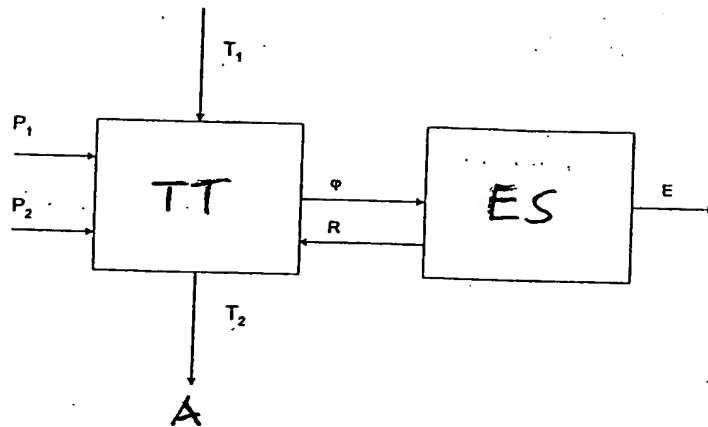 T₁
P₁
TT
φ
ES
E
P₂
R
T₂
A